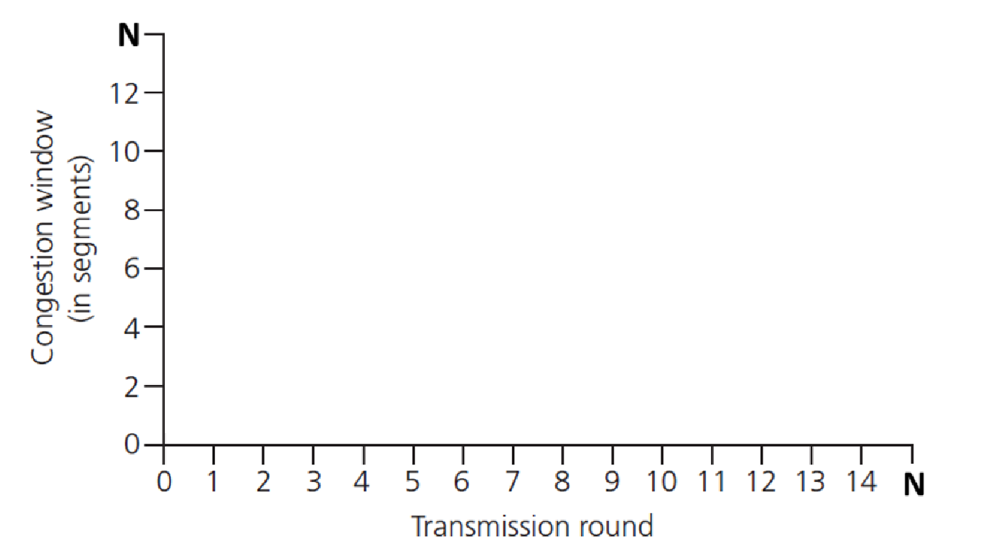 Congestion window
(in segments)
N
12
10
8
6
4
2
0
0 1 2 3 4 5 6 7 8 9 10 11 12 13 14 N
Transmission round